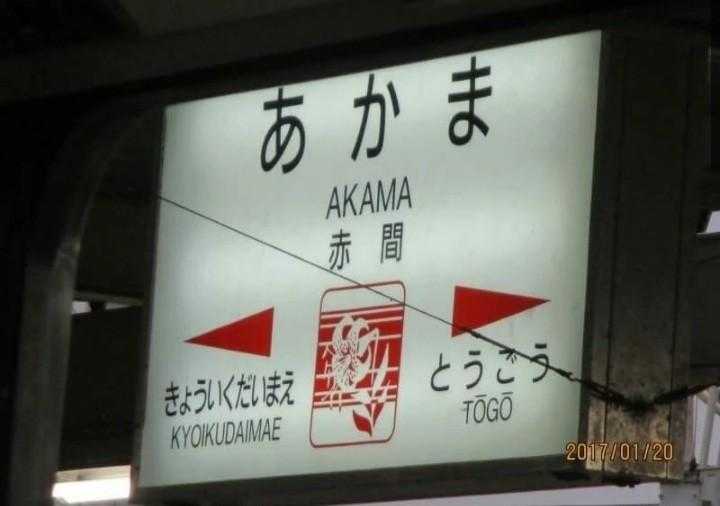 あかま
AKAMA
赤間
きょういくだいまえ
KYOIKUDAIMAE
とうごう
TŌGŌ
2017/01/20